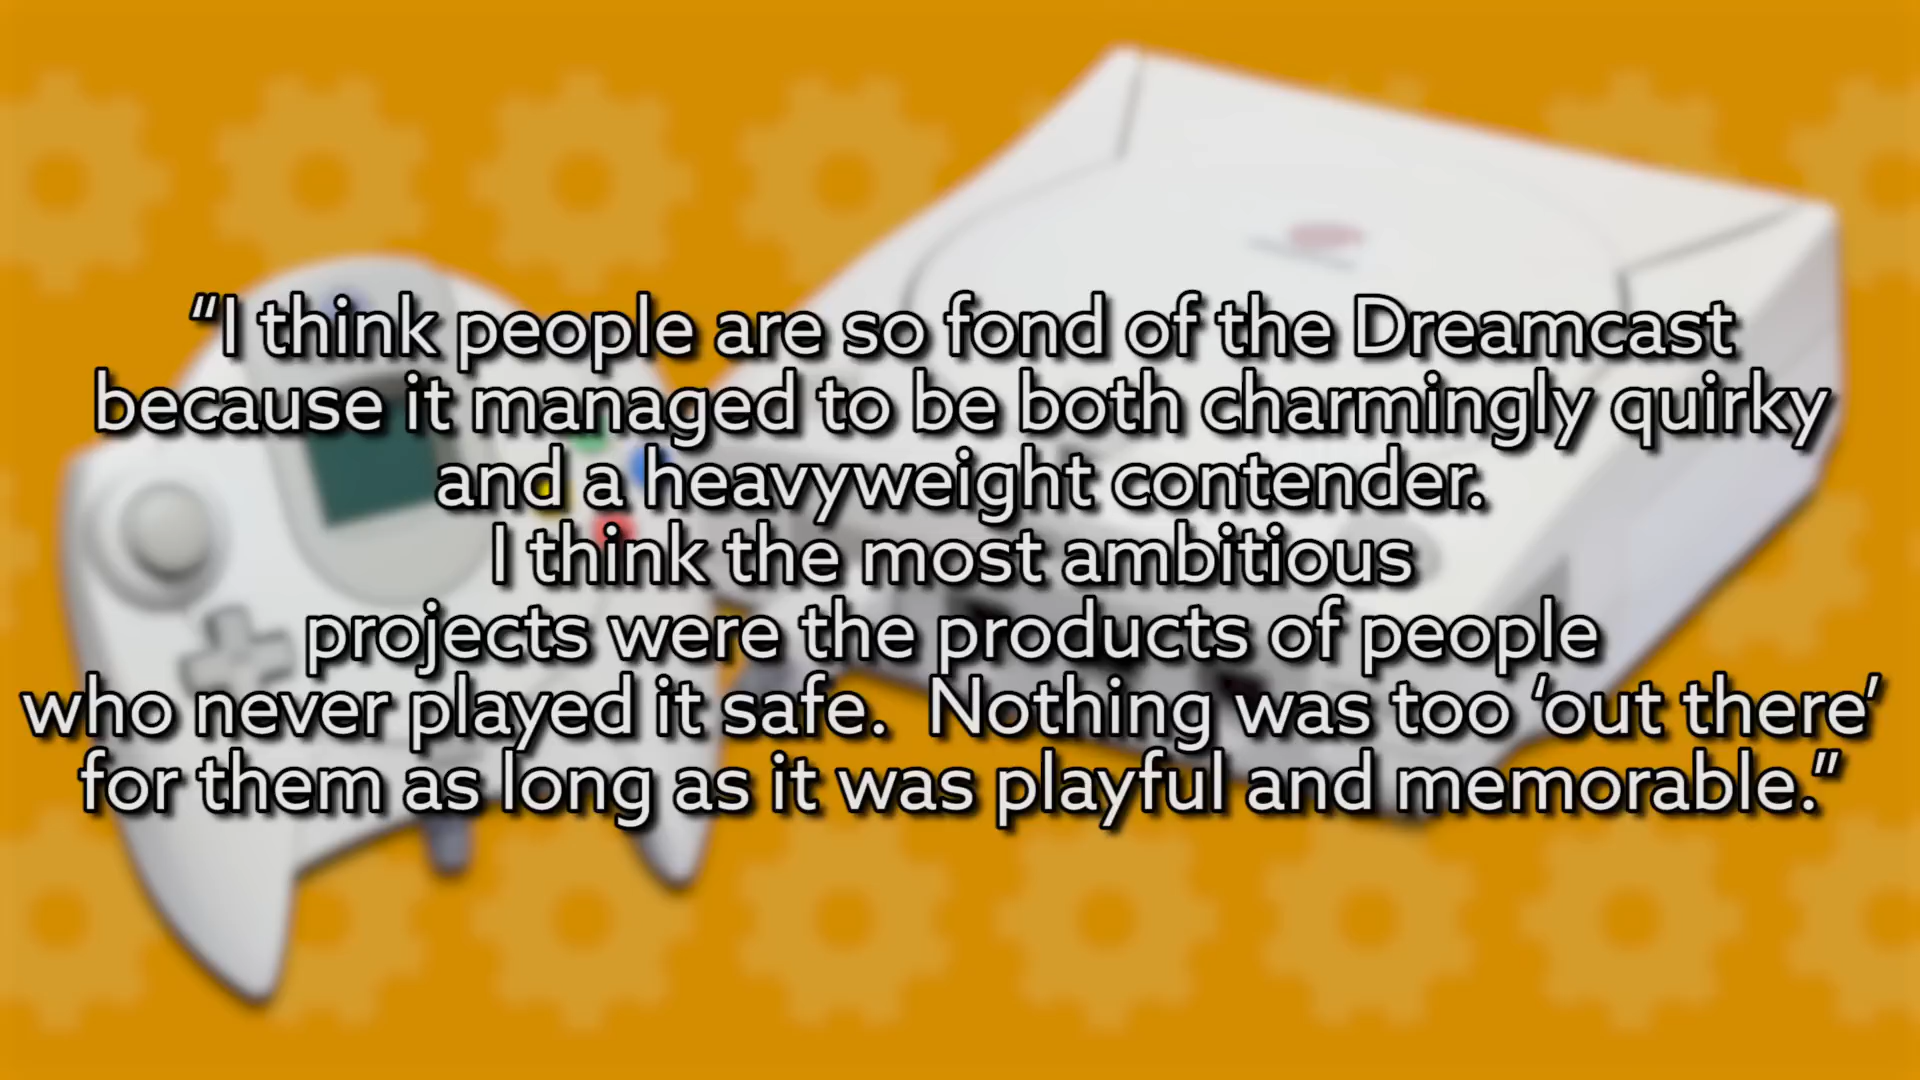 “I think people are so fond of the Dreamcast
because it managed to be both charmingly quirky
and a heavyweight contender.
I think the most ambitious
projects were the products of people
who never played it safe.  Nothing was too ‘out there’
for them as long as it was playful and memorable.”